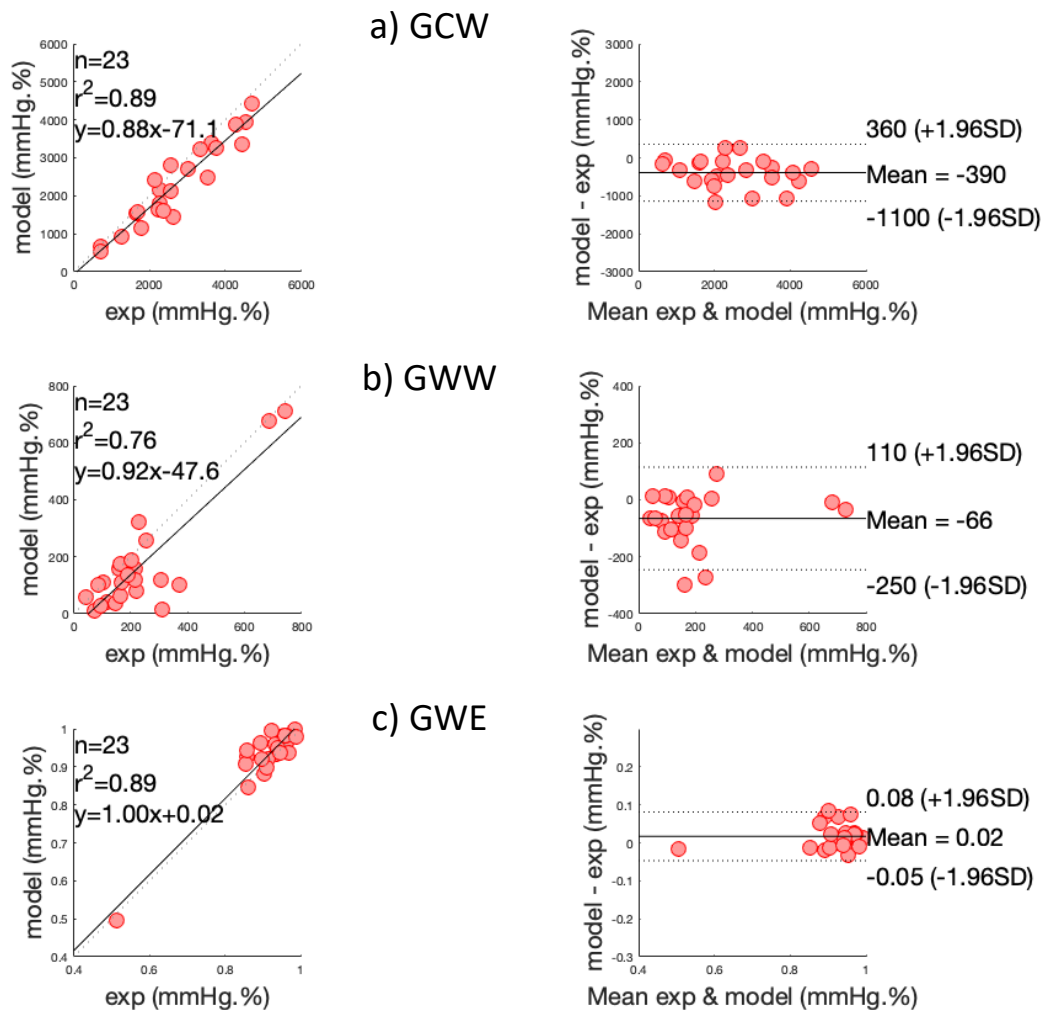 a) GCW
6000
5000
4000
3000
2000
1000
0
model (mmHg.%)
n=23
r²=0.89
y=0.88x-71.1
0
2000
4000
6000
exp (mmHg.%)
3000
2000
1000
0
-1000
-2000
-3000
model - exp (mmHg.%)
360 (+1.96SD)
Mean = -390
-1100 (-1.96SD)
0
2000
4000
6000
Mean exp & model (mmHg.%)
b) GWW
800
600
400
200
0
model (mmHg.%)
n=23
r²=0.76
y=0.92x-47.6
0
200
400
600
800
exp (mmHg.%)
400
200
0
-200
-400
model - exp (mmHg.%)
110 (+1.96SD)
Mean = -66
-250 (-1.96SD)
0
200
400
600
800
Mean exp & model (mmHg.%)
c) GWE
1
0.9
0.8
0.7
0.6
0.5
0.4
model (mmHg.%)
n=23
r²=0.89
y=1.00x+0.02
0.4
0.6
0.8
1
exp (mmHg.%)
0.3
0.2
0.1
0
-0.1
-0.2
-0.3
model - exp (mmHg.%)
0.08 (+1.96SD)
Mean = 0.02
-0.05 (-1.96SD)
0.4
0.6
0.8
1
Mean exp & model (mmHg.%)